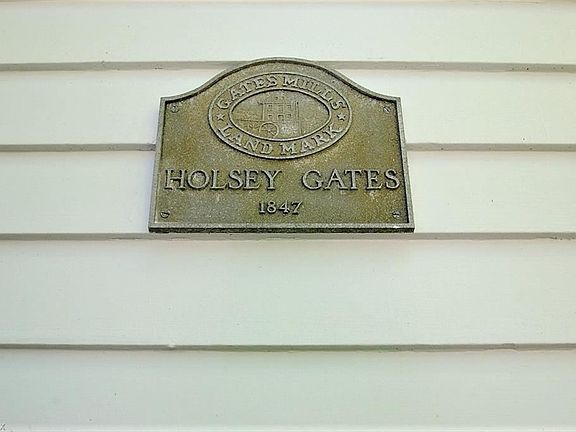 GATES MILLS
LAND MARK
HOLSEY GATES
1847